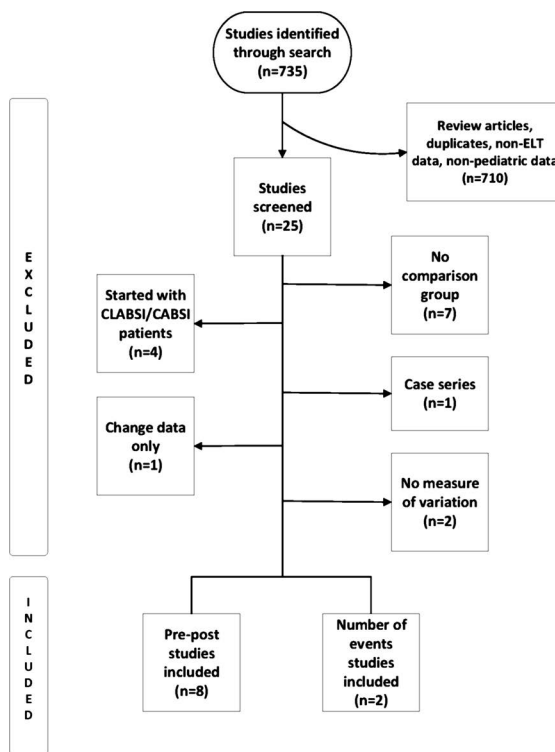 Studies identified
through search
(n=735)
Review articles,
duplicates, non-ELT
data, non-pediatric data
(n=710)
Studies
screened
(n=25)
EXCLUDED
No
comparison
group
(n=7)
Started with
CLABSI/CABSI
patients
(n=4)
Case series
(n=1)
Change data
only
(n=1)
No measure
of variation
(n=2)
INCLUDED
Pre-post
studies
included
(n=8)
Number of
events
studies
included
(n=2)